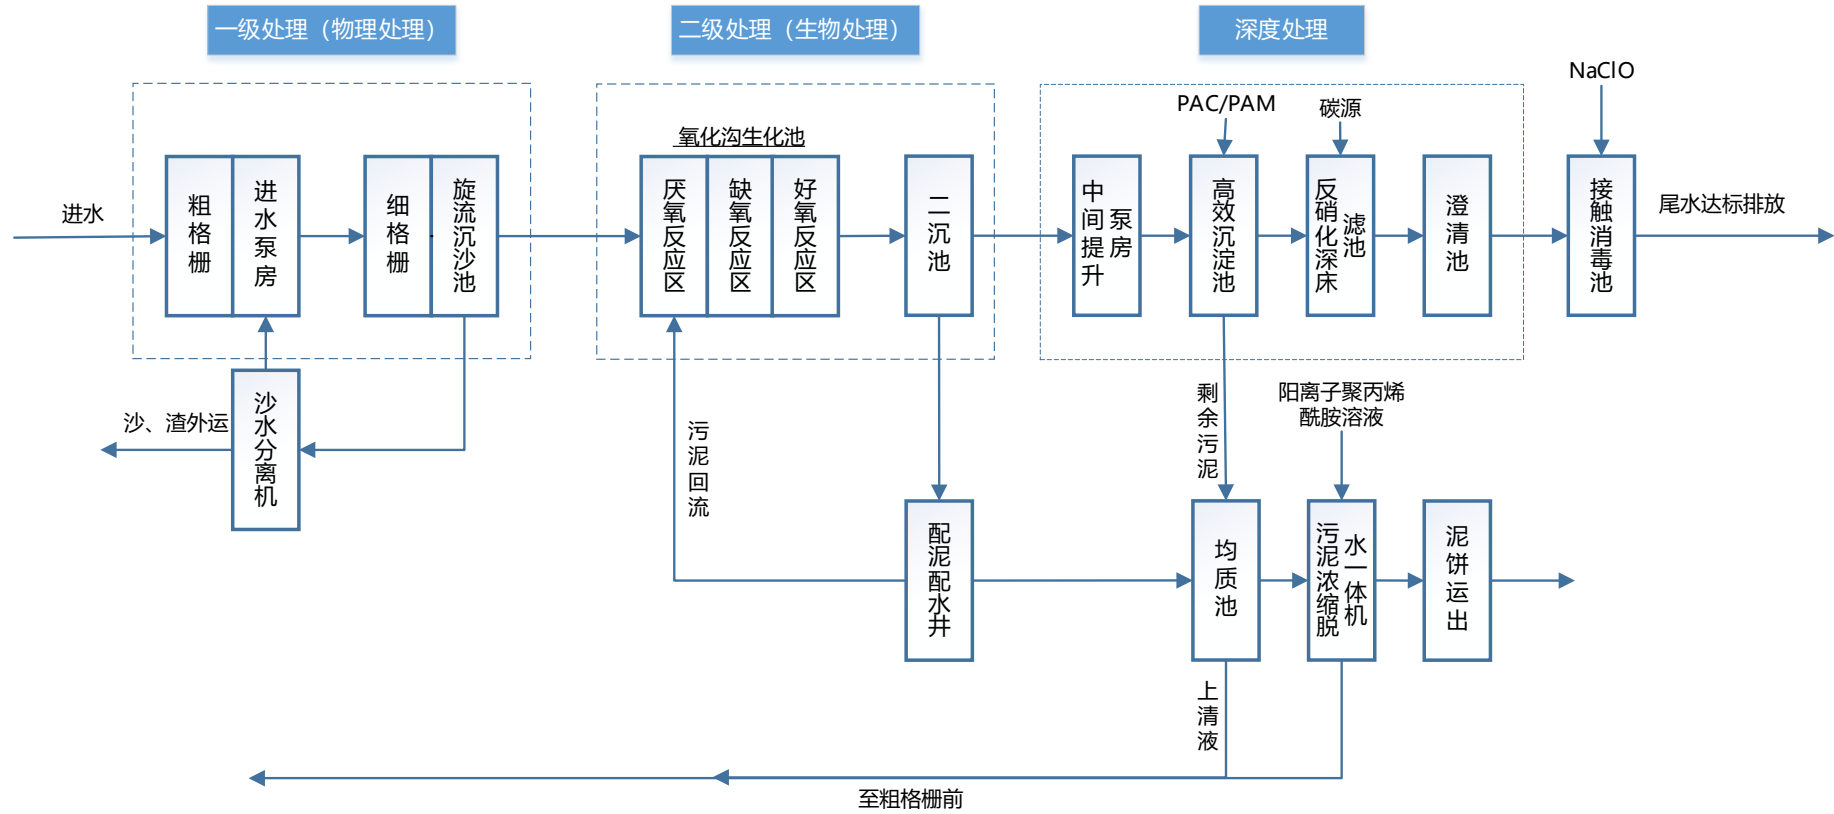 一级处理（物理处理）
二级处理（生物处理）
深度处理
NaClO
PAC/PAM
碳源
氧化沟生化池
进水
粗格栅
进水泵房
细格栅
旋流沉沙池
厌氧反应区
缺氧反应区
好氧反应区
二沉池
中间提升
泵房
高效沉淀池
反硝化深床
滤池
澄清池
接触消毒池
尾水达标排放
沙、渣外运
沙水分离机
污泥回流
剩余污泥
阳离子聚丙烯
酰胺溶液
配泥配水井
均质池
污泥浓缩脱
水一体机
泥饼运出
上清液
至粗格栅前